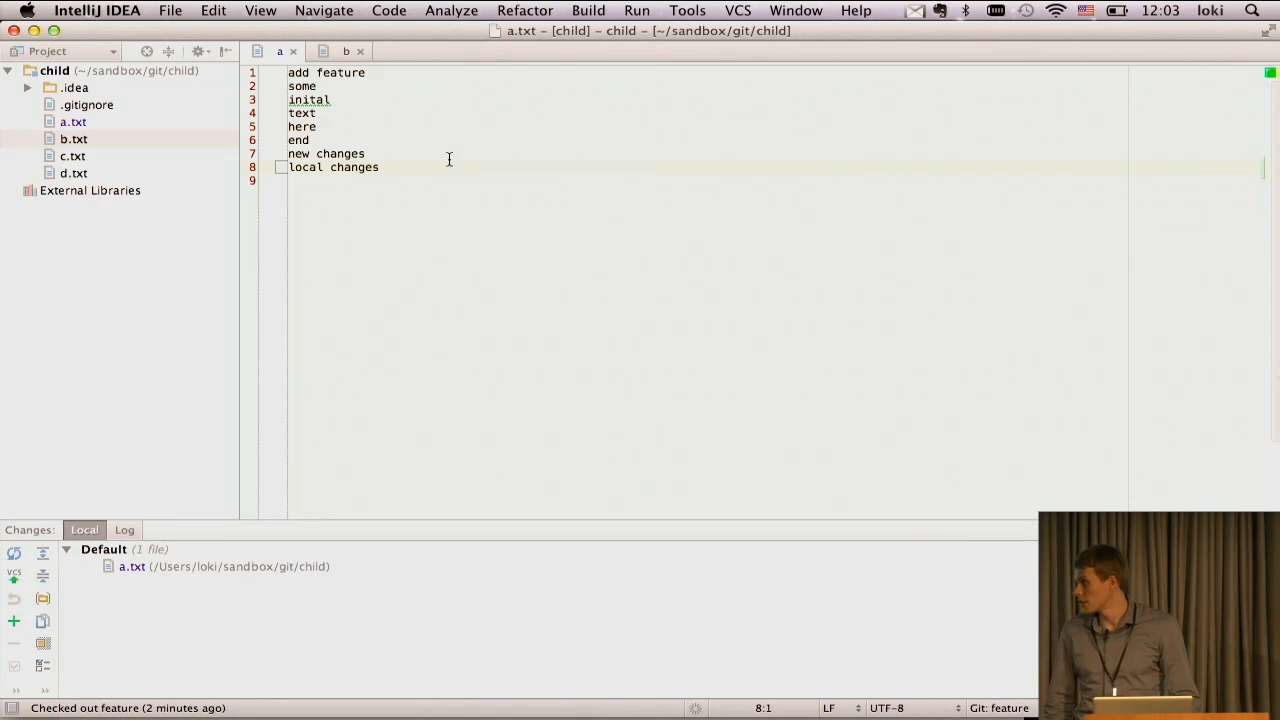 IntelliJ IDEA File Edit View Navigate Code Analyze Refactor Build Run Tools VCS Window Help 12:03 loki
a.txt – [child] – child – [~/sandbox/git/child]
Project a b
child (~/sandbox/git/child)
.idea
.gitignore
a.txt
b.txt
c.txt
d.txt
External Libraries
1 add feature
2 some
3 inital
4 text
5 here
6 end
7 new changes
8 local changes
9
Changes: Local Log
Default (1 file)
a.txt (/Users/loki/sandbox/git/child)
VCS
Checked out feature (2 minutes ago) 8:1 LF UTF-8 Git: feature